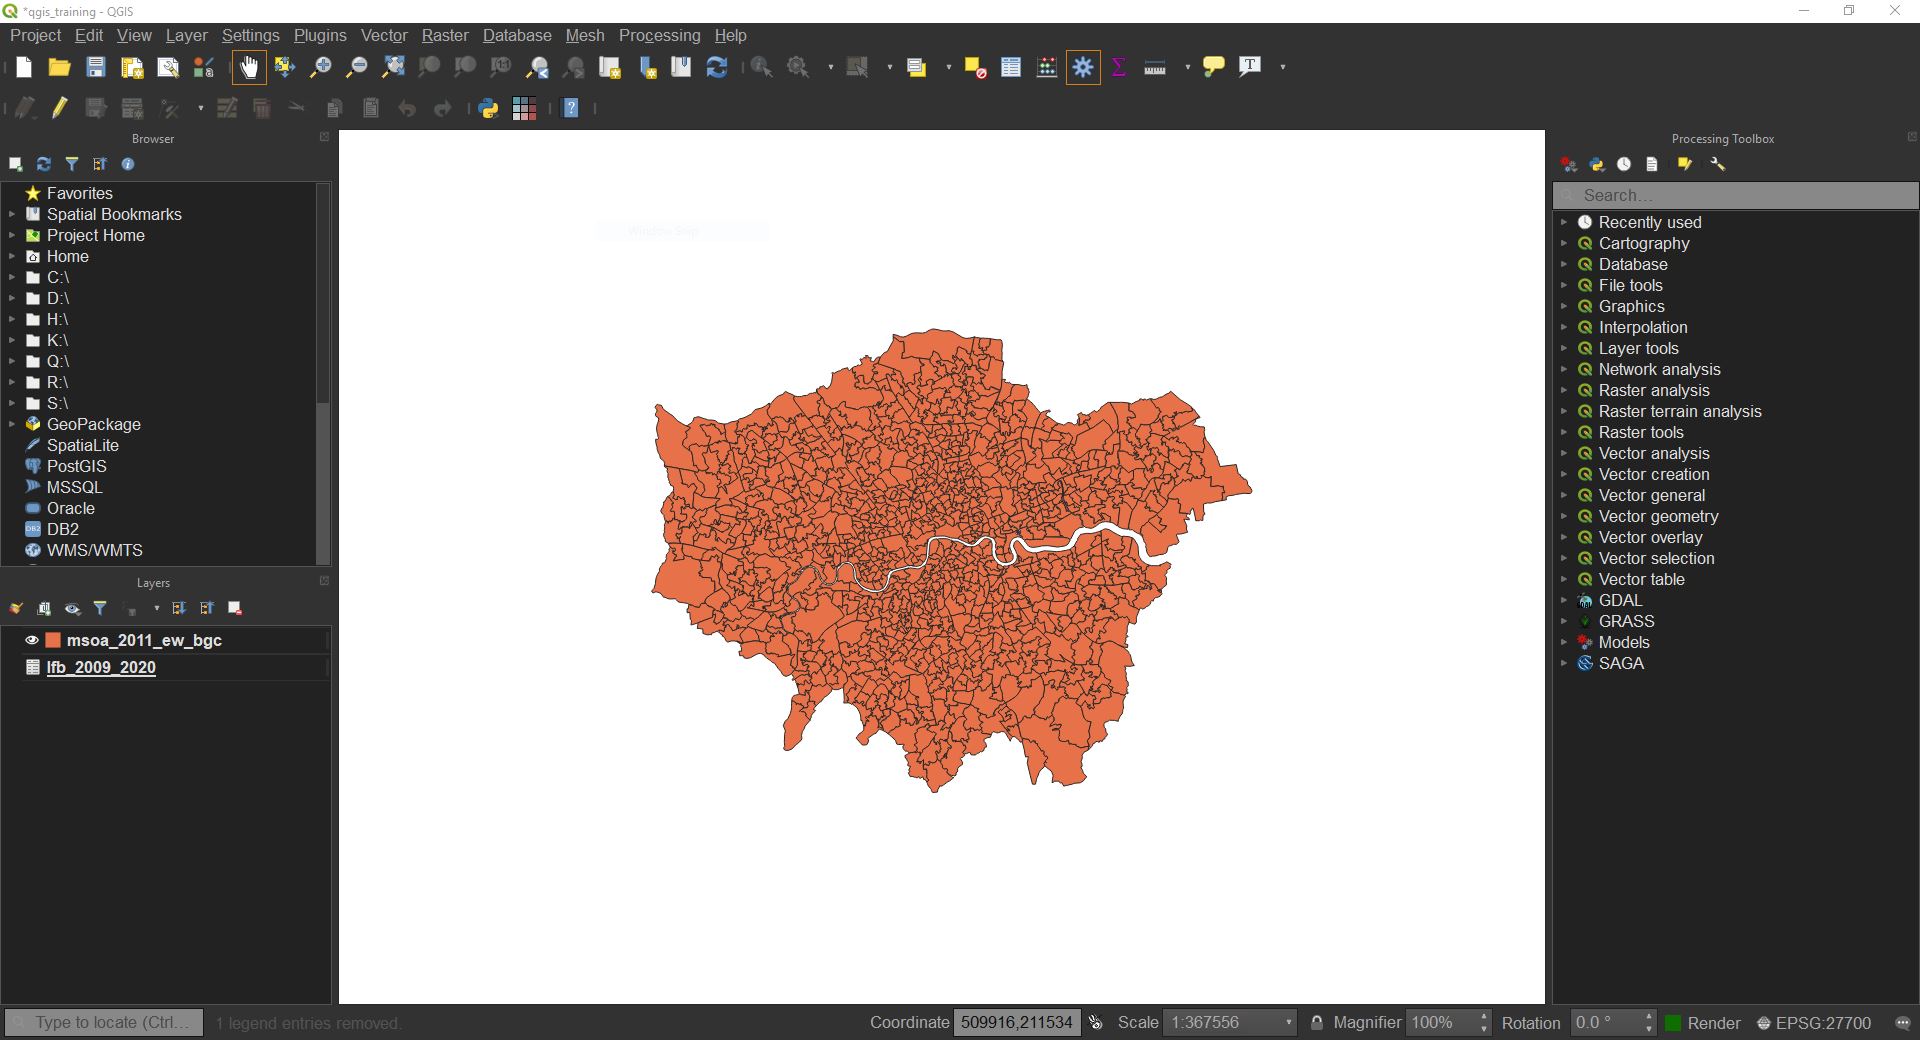 *qgis_training - QGIS
Project Edit View Layer Settings Plugins Vector Raster Database Mesh Processing Help
Browser
Favorites
Spatial Bookmarks
Project Home
Home
C:\
D:\
H:\
K:\
Q:\
R:\
S:\
GeoPackage
SpatiaLite
PostGIS
MSSQL
Oracle
DB2
WMS/WMTS
Layers
msoa_2011_ew_bgc
lfb_2009_2020
Window Snip
Processing Toolbox
Search…
Recently used
Cartography
Database
File tools
Graphics
Interpolation
Layer tools
Network analysis
Raster analysis
Raster terrain analysis
Raster tools
Vector analysis
Vector creation
Vector general
Vector geometry
Vector overlay
Vector selection
Vector table
GDAL
GRASS
Models
SAGA
Type to locate (Ctrl… 1 legend entries removed. Coordinate 509916,211534 Scale 1:367556 Magnifier 100% Rotation 0.0 ° Render EPSG:27700